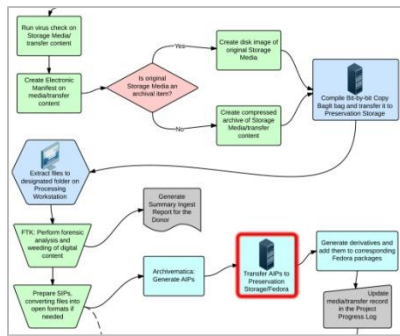 Run virus check on
Storage Media/
transfer content
Yes
Create disk image of
original Storage
Media
Create Electronic
Manifest on
media/transfer
content
Is original
Storage Media an
archival item?
Compile Bit-by-bit Copy
BagIt bag and transfer it to
Preservation Storage
No
Create compressed
archive of Storage
Media/transfer
content
Extract files to
designated folder on
Processing
Workstation
Generate
Summary Ingest
Report for the
Donor
FTK: Perform forensic
analysis and
weeding of digital
content
Generate derivatives and
add them to corresponding
Fedora packages
Archivematica:
Generate AIPs
Transfer AIPs to
Preservation
Storage/Fedora
Prepare SIPs,
converting files into
open formats if
needed
Update
media/transfer record
in the Project
Progress Log